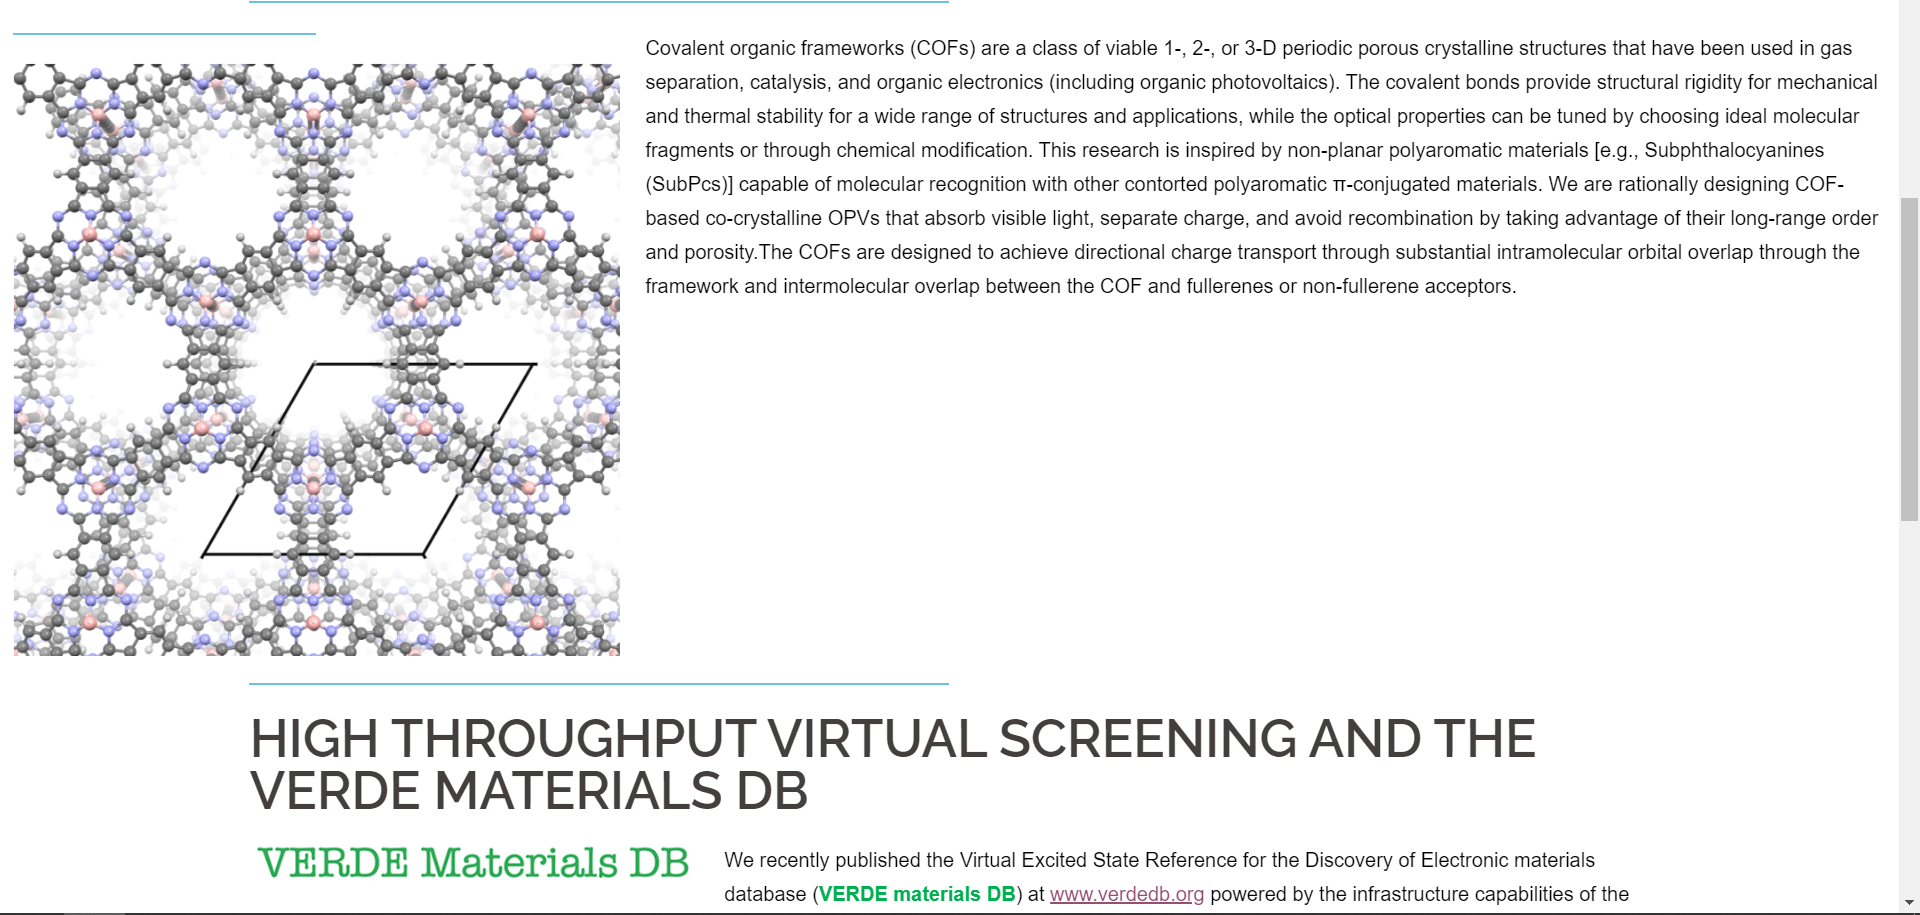 Covalent organic frameworks (COFs) are a class of viable 1-, 2-, or 3-D periodic porous crystalline structures that have been used in gas
separation, catalysis, and organic electronics (including organic photovoltaics). The covalent bonds provide structural rigidity for mechanical
and thermal stability for a wide range of structures and applications, while the optical properties can be tuned by choosing ideal molecular
fragments or through chemical modification. This research is inspired by non-planar polyaromatic materials [e.g., Subphthalocyanines
(SubPcs)] capable of molecular recognition with other contorted polyaromatic π-conjugated materials. We are rationally designing COF-
based co-crystalline OPVs that absorb visible light, separate charge, and avoid recombination by taking advantage of their long-range order
and porosity.The COFs are designed to achieve directional charge transport through substantial intramolecular orbital overlap through the
framework and intermolecular overlap between the COF and fullerenes or non-fullerene acceptors.
HIGH THROUGHPUT VIRTUAL SCREENING AND THE
VERDE MATERIALS DB
VERDE Materials DB
We recently published the Virtual Excited State Reference for the Discovery of Electronic materials
database (VERDE materials DB) at www.verdedb.org powered by the infrastructure capabilities of the